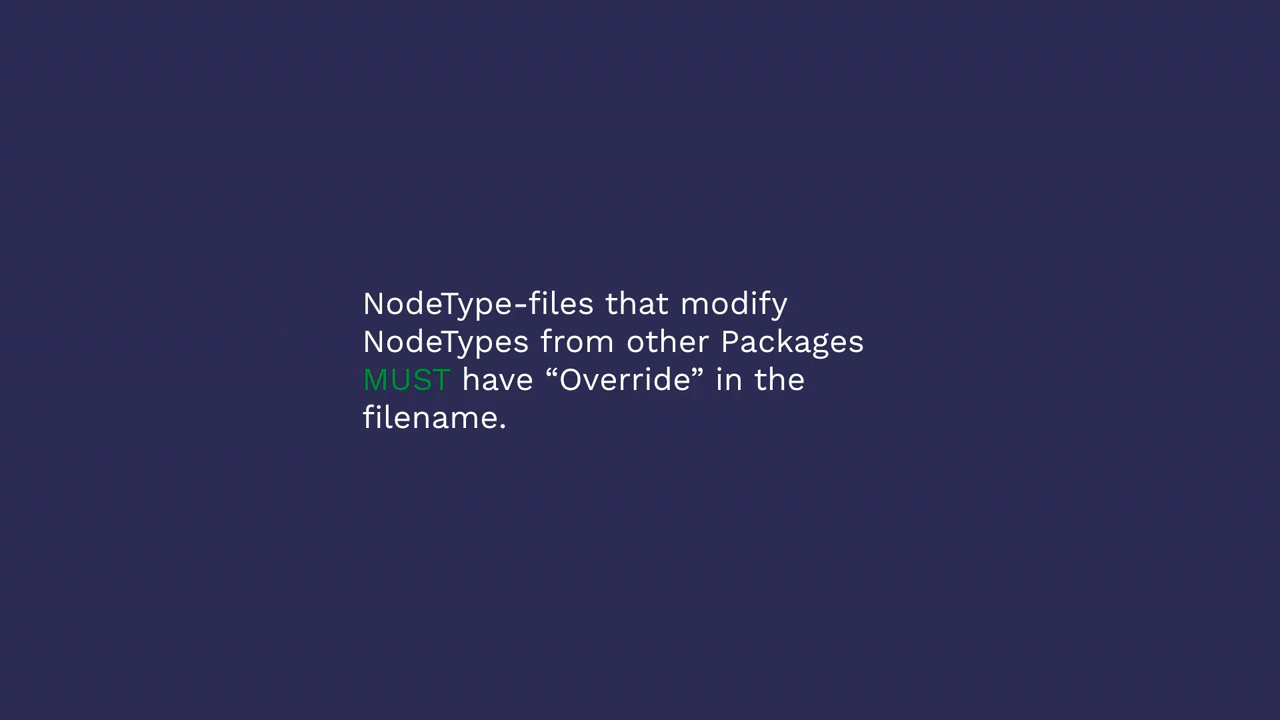 NodeType-files that modify
NodeTypes from other Packages
MUST have “Override” in the
filename.